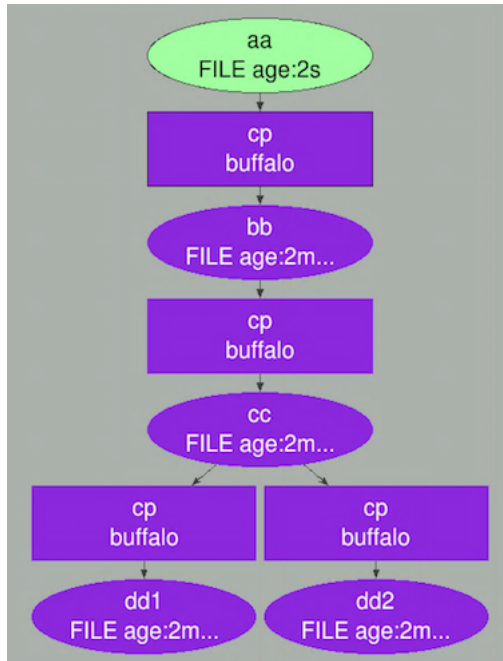 aa
FILE age:2s
cp
buffalo
bb
FILE age:2m...
cp
buffalo
cc
FILE age:2m...
cp
buffalo
cp
buffalo
dd1
FILE age:2m...
dd2
FILE age:2m...